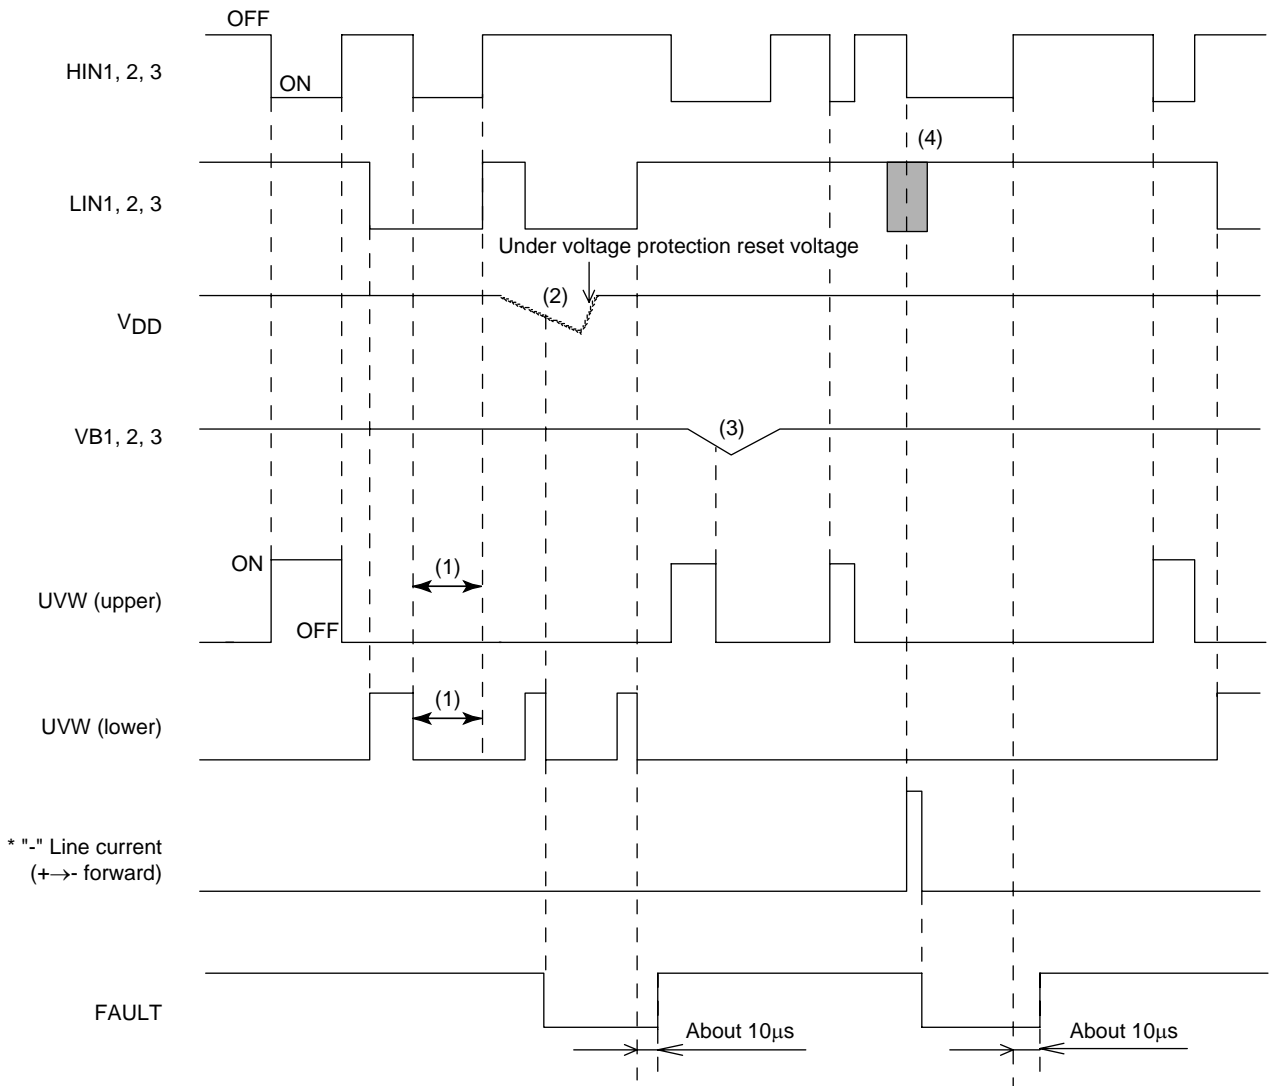 OFF
HIN1, 2, 3
ON
(4)
LIN1, 2, 3
Under voltage protection reset voltage
(2)
VDD
(3)
VB1, 2, 3
ON
(1)
UVW (upper)
OFF
(1)
UVW (lower)
* "-" Line current
(+→- forward)
FAULT
About 10μs
About 10μs